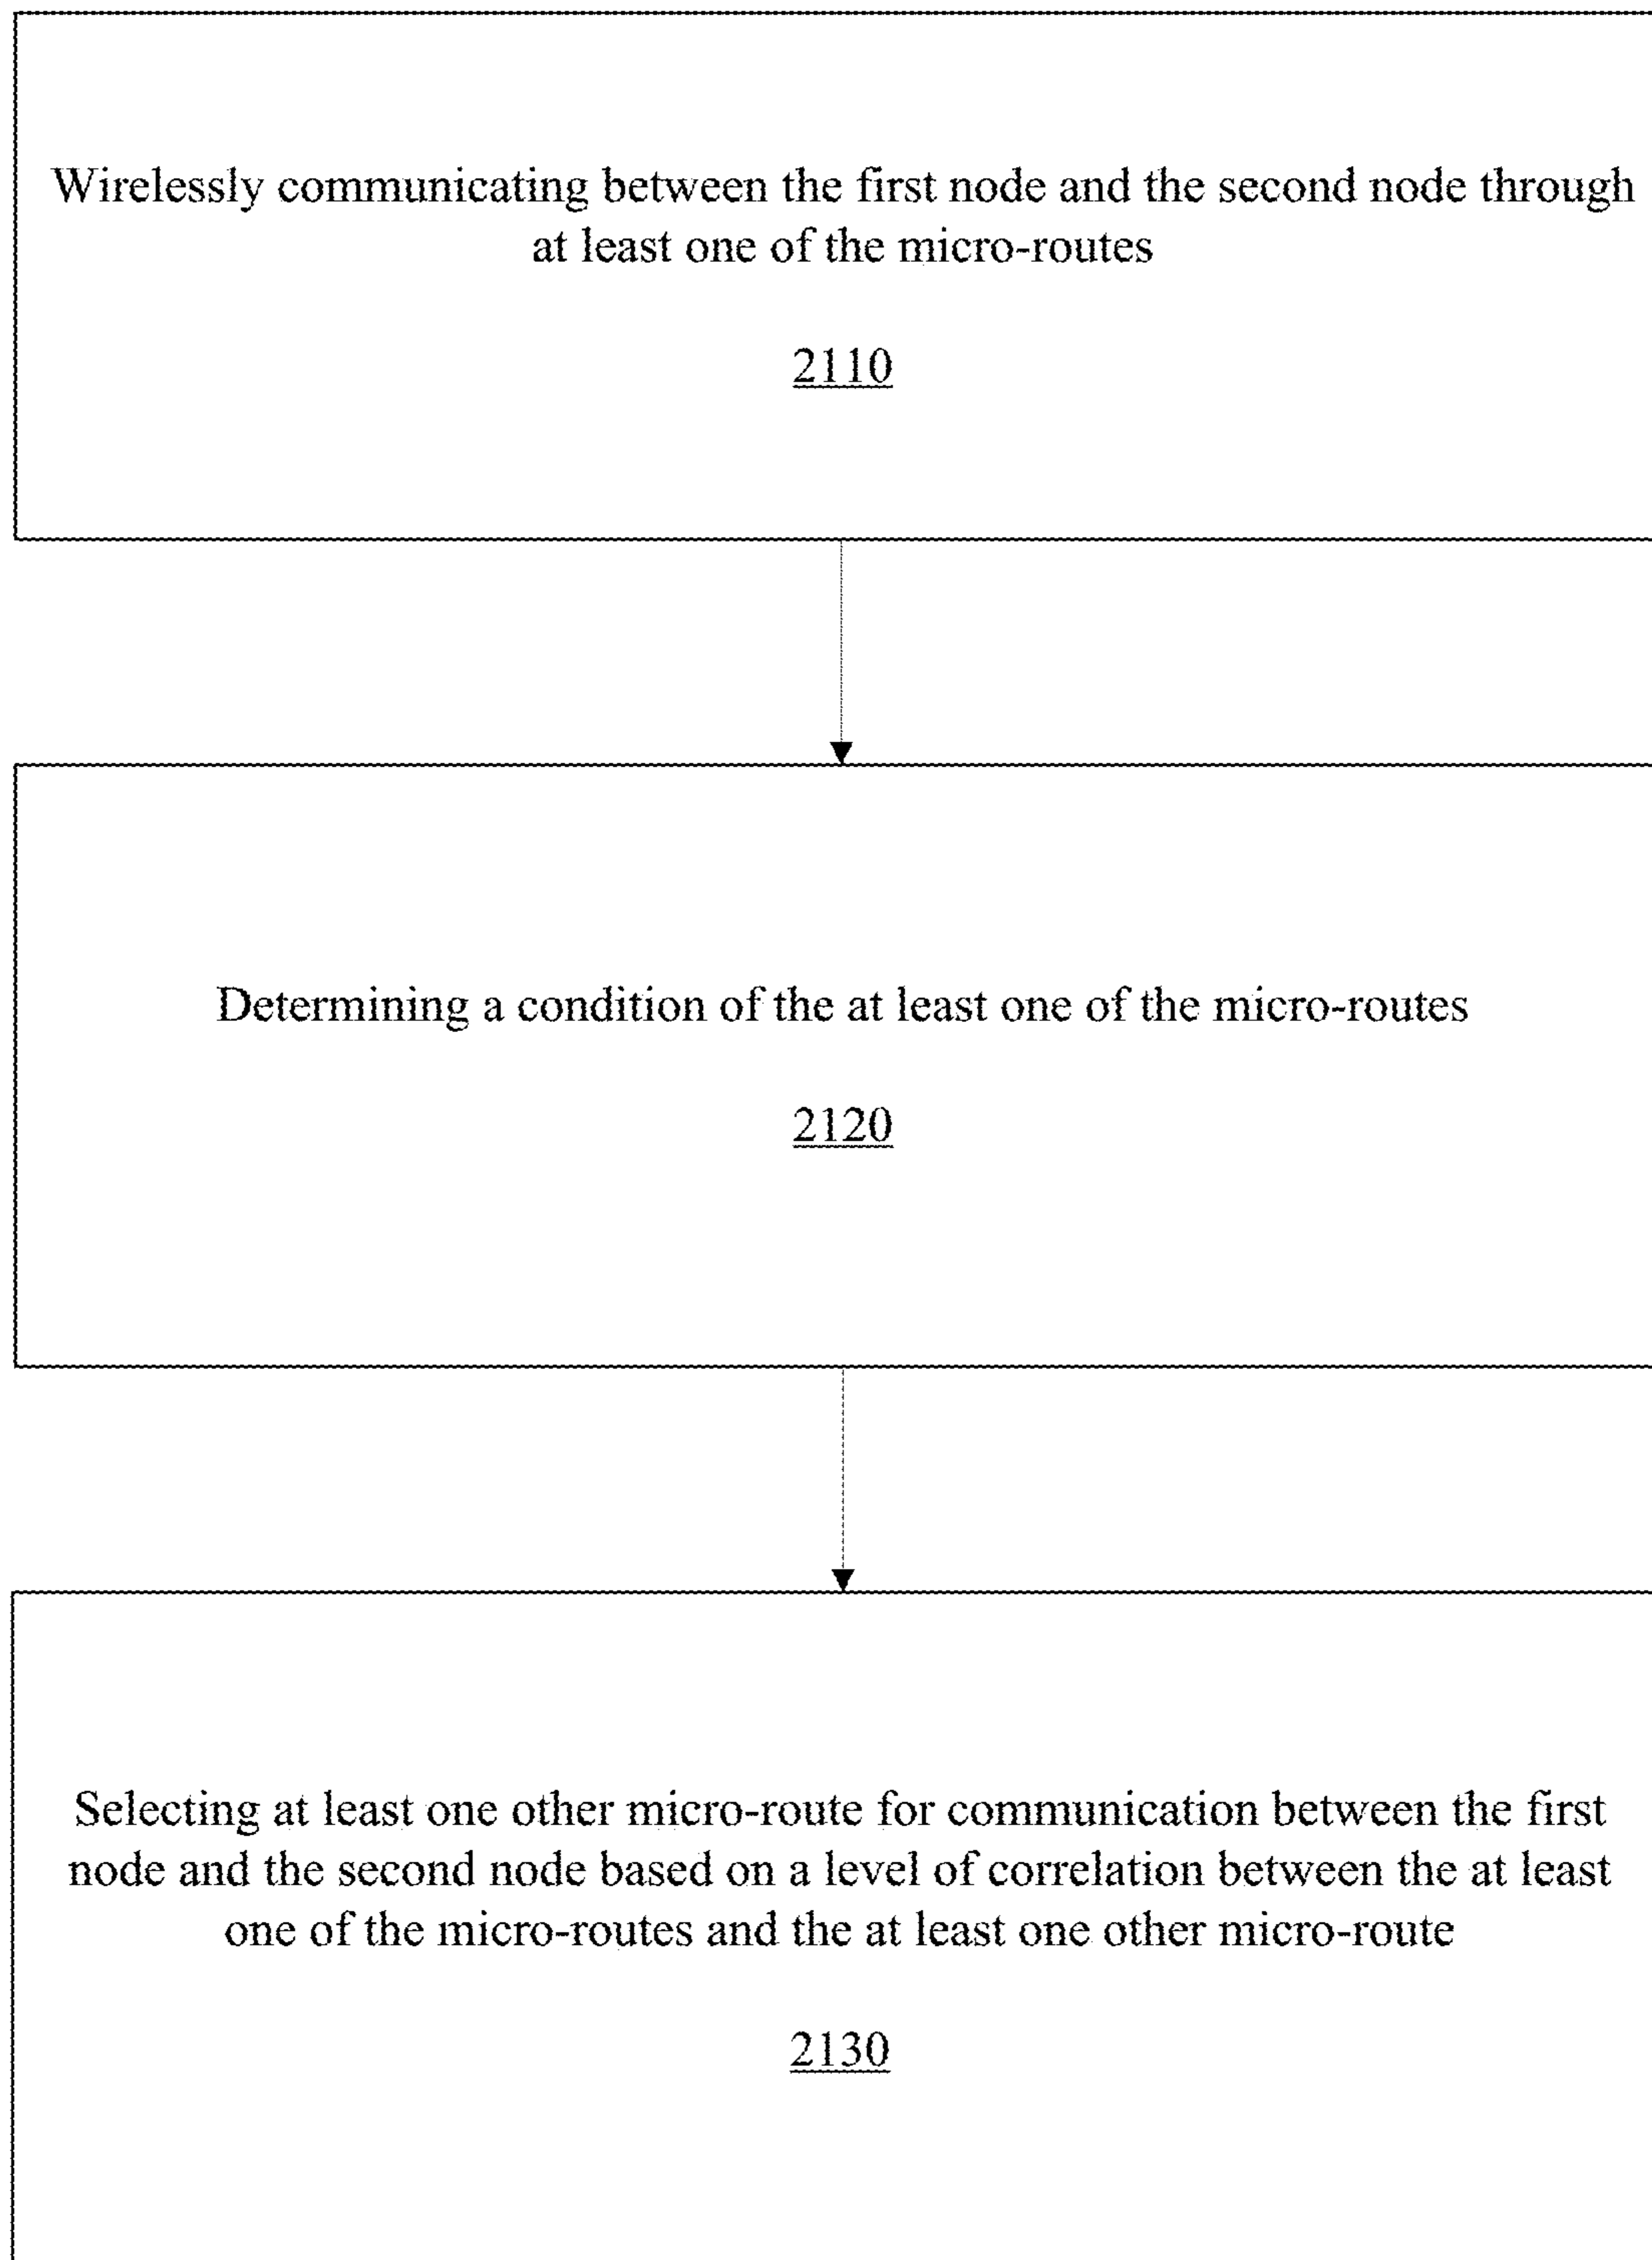 Wirelessly communicating between the first node and the second node through
at least one of the micro-routes
2110
Determining a condition of the at least one of the micro-routes
2120
Selecting at least one other micro-route for communication between the first
node and the second node based on a level of correlation between the at least
one of the micro-routes and the at least one other micro-route
2130